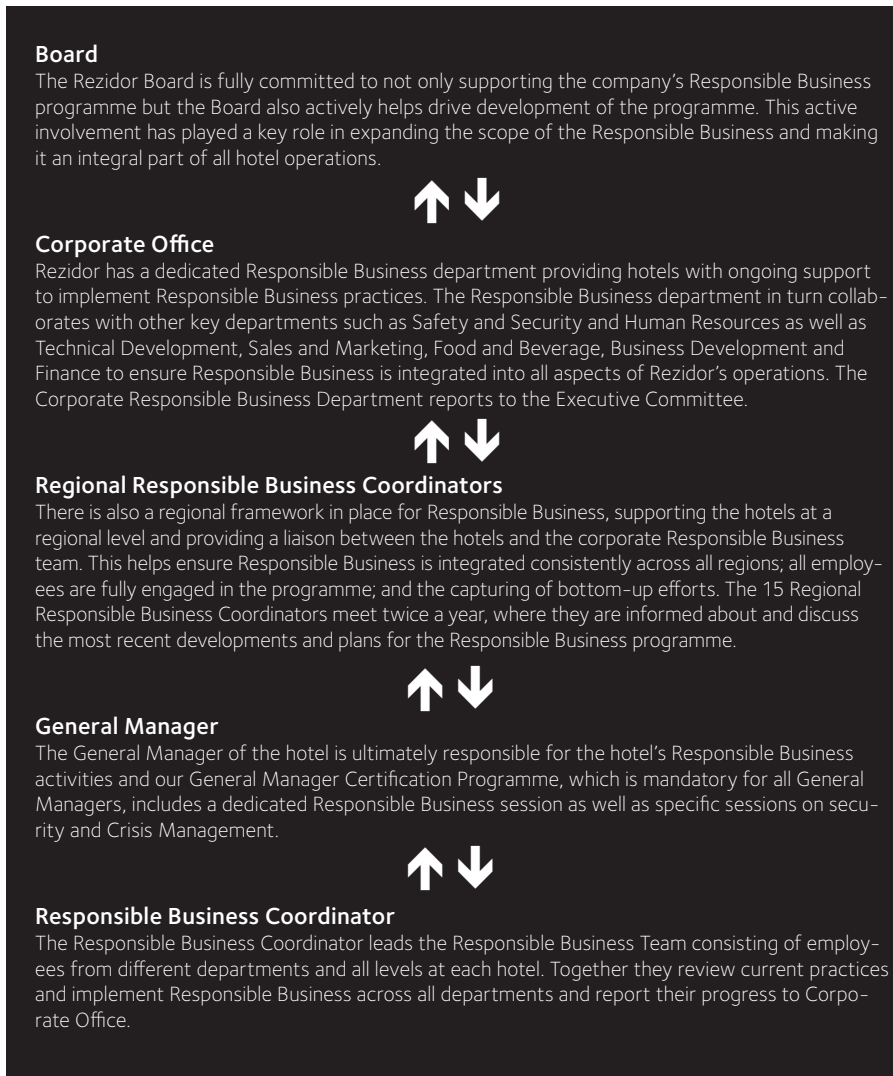 Board
The Rezidor Board is fully committed to not only supporting the company's Responsible Business
programme but the Board also actively helps drive development of the programme. This active
involvement has played a key role in expanding the scope of the Responsible Business and making
it an integral part of all hotel operations.
Corporate Office
Rezidor has a dedicated Responsible Business department providing hotels with ongoing support
to implement Responsible Business practices. The Responsible Business department in turn collab-
orates with other key departments such as Safety and Security and Human Resources as well as
Technical Development, Sales and Marketing, Food and Beverage, Business Development and
Finance to ensure Responsible Business is integrated into all aspects of Rezidor's operations. The
Corporate Responsible Business Department reports to the Executive Committee.
Regional Responsible Business Coordinators
There is also a regional framework in place for Responsible Business, supporting the hotels at a
regional level and providing a liaison between the hotels and the corporate Responsible Business
team. This helps ensure Responsible Business is integrated consistently across all regions; all employ-
ees are fully engaged in the programme; and the capturing of bottom-up efforts. The 15 Regional
Responsible Business Coordinators meet twice a year, where they are informed about and discuss
the most recent developments and plans for the Responsible Business programme.
General Manager
The General Manager of the hotel is ultimately responsible for the hotel's Responsible Business
activities and our General Manager Certification Programme, which is mandatory for all General
Managers, includes a dedicated Responsible Business session as well as specific sessions on secu-
rity and Crisis Management.
Responsible Business Coordinator
The Responsible Business Coordinator leads the Responsible Business Team consisting of employ-
ees from different departments and all levels at each hotel. Together they review current practices
and implement Responsible Business across all departments and report their progress to Corpo-
rate Office.